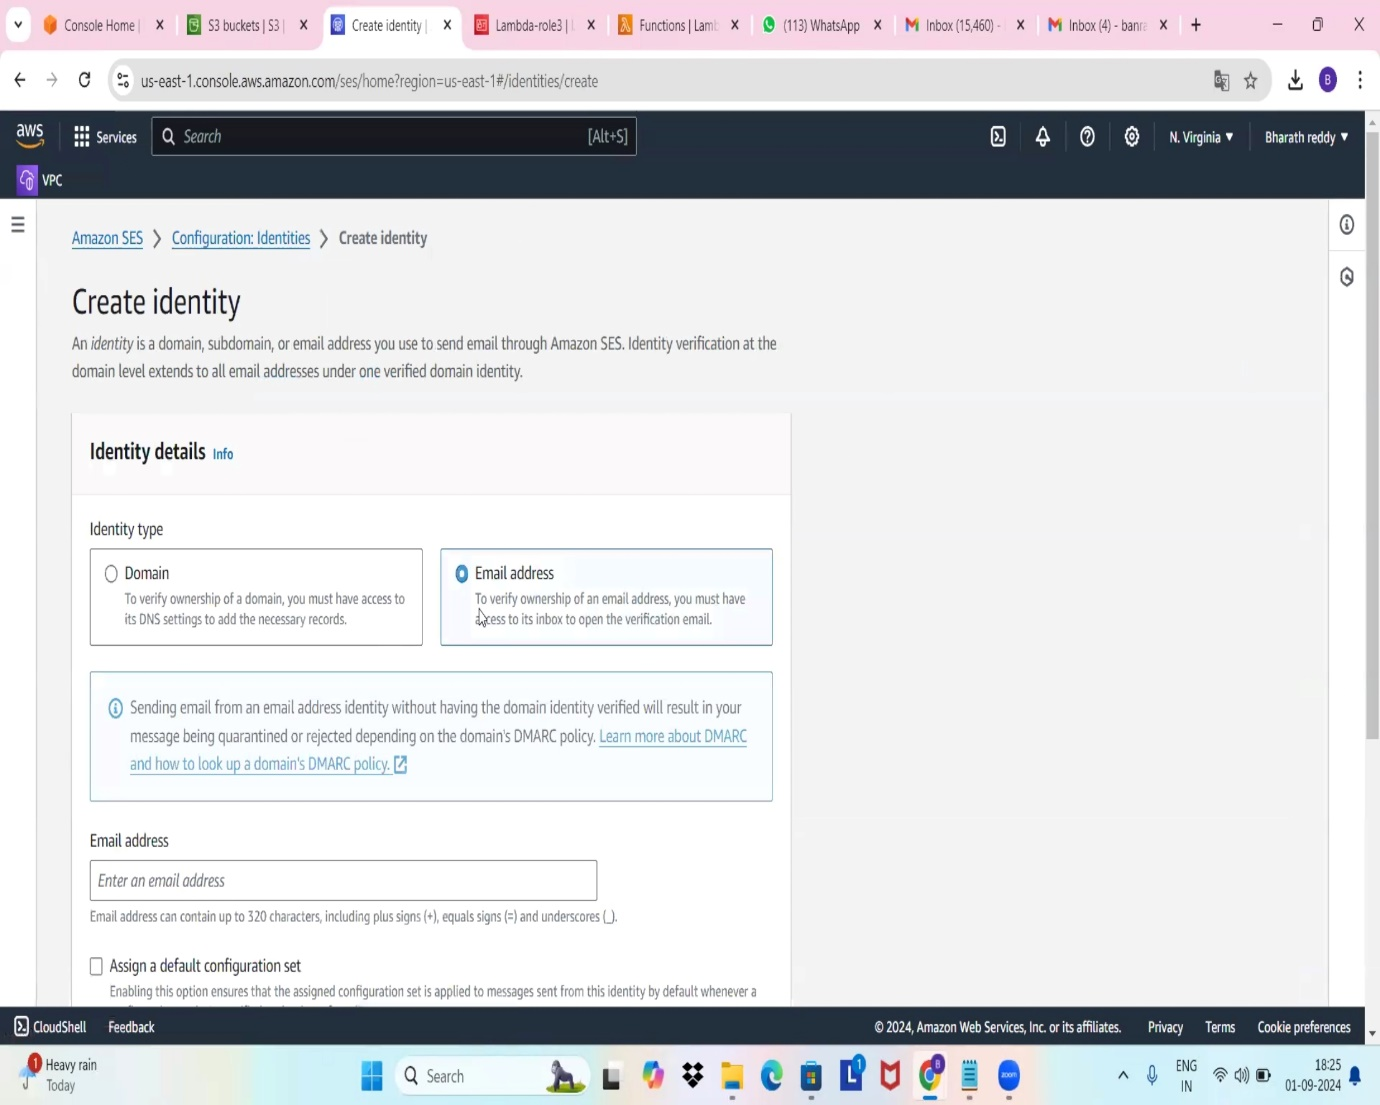 Console Home |
S3 buckets | S3 |
Create identity |
Lambda-role3 |
Functions | Lamb
(113) WhatsApp
Inbox (15,460) -
Inbox (4) - banra
us-east-1.console.aws.amazon.com/ses/home?region=us-east-1#/identities/create
B
aws
Services
Search
[Alt+S]
N. Virginia
Bharath reddy
VPC
Amazon SES > Configuration: Identities > Create identity
Create identity
An identity is a domain, subdomain, or email address you use to send email through Amazon SES. Identity verification at the
domain level extends to all email addresses under one verified domain identity.
Identity details Info
Identity type
Domain
To verify ownership of a domain, you must have access to
its DNS settings to add the necessary records.
Email address
To verify ownership of an email address, you must have
access to its inbox to open the verification email.
Sending email from an email address identity without having the domain identity verified will result in your
message being quarantined or rejected depending on the domain's DMARC policy. Learn more about DMARC
and how to look up a domain's DMARC policy.
Email address
Enter an email address
Email address can contain up to 320 characters, including plus signs (+), equals signs (=) and underscores (_).
Assign a default configuration set
Enabling this option ensures that the assigned configuration set is applied to messages sent from this identity by default whenever a
CloudShell
Feedback
© 2024, Amazon Web Services, Inc. or its affiliates.
Privacy
Terms
Cookie preferences
1
Heavy rain
Today
Search
L
1
B
zoom
ENG
IN
18:25
01-09-2024